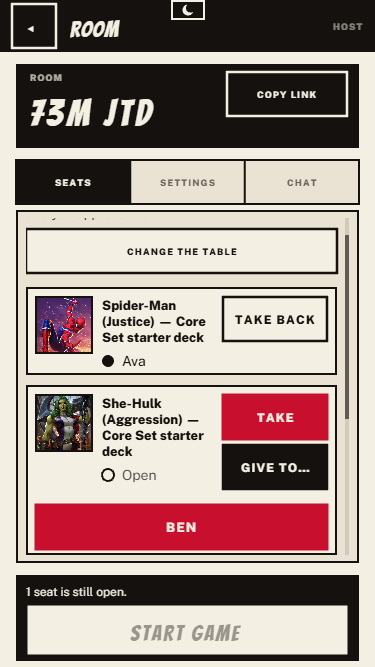 ROOM
HOST
ROOM
73M JTD
COPY LINK
SEATS
SETTINGS
CHAT
CHANGE THE TABLE
Spider-Man
(Justice) — Core
Set starter deck
TAKE BACK
Ava
She-Hulk
(Aggression) —
Core Set starter
deck
TAKE
GIVE TO...
Open
BEN
1 seat is still open.
START GAME